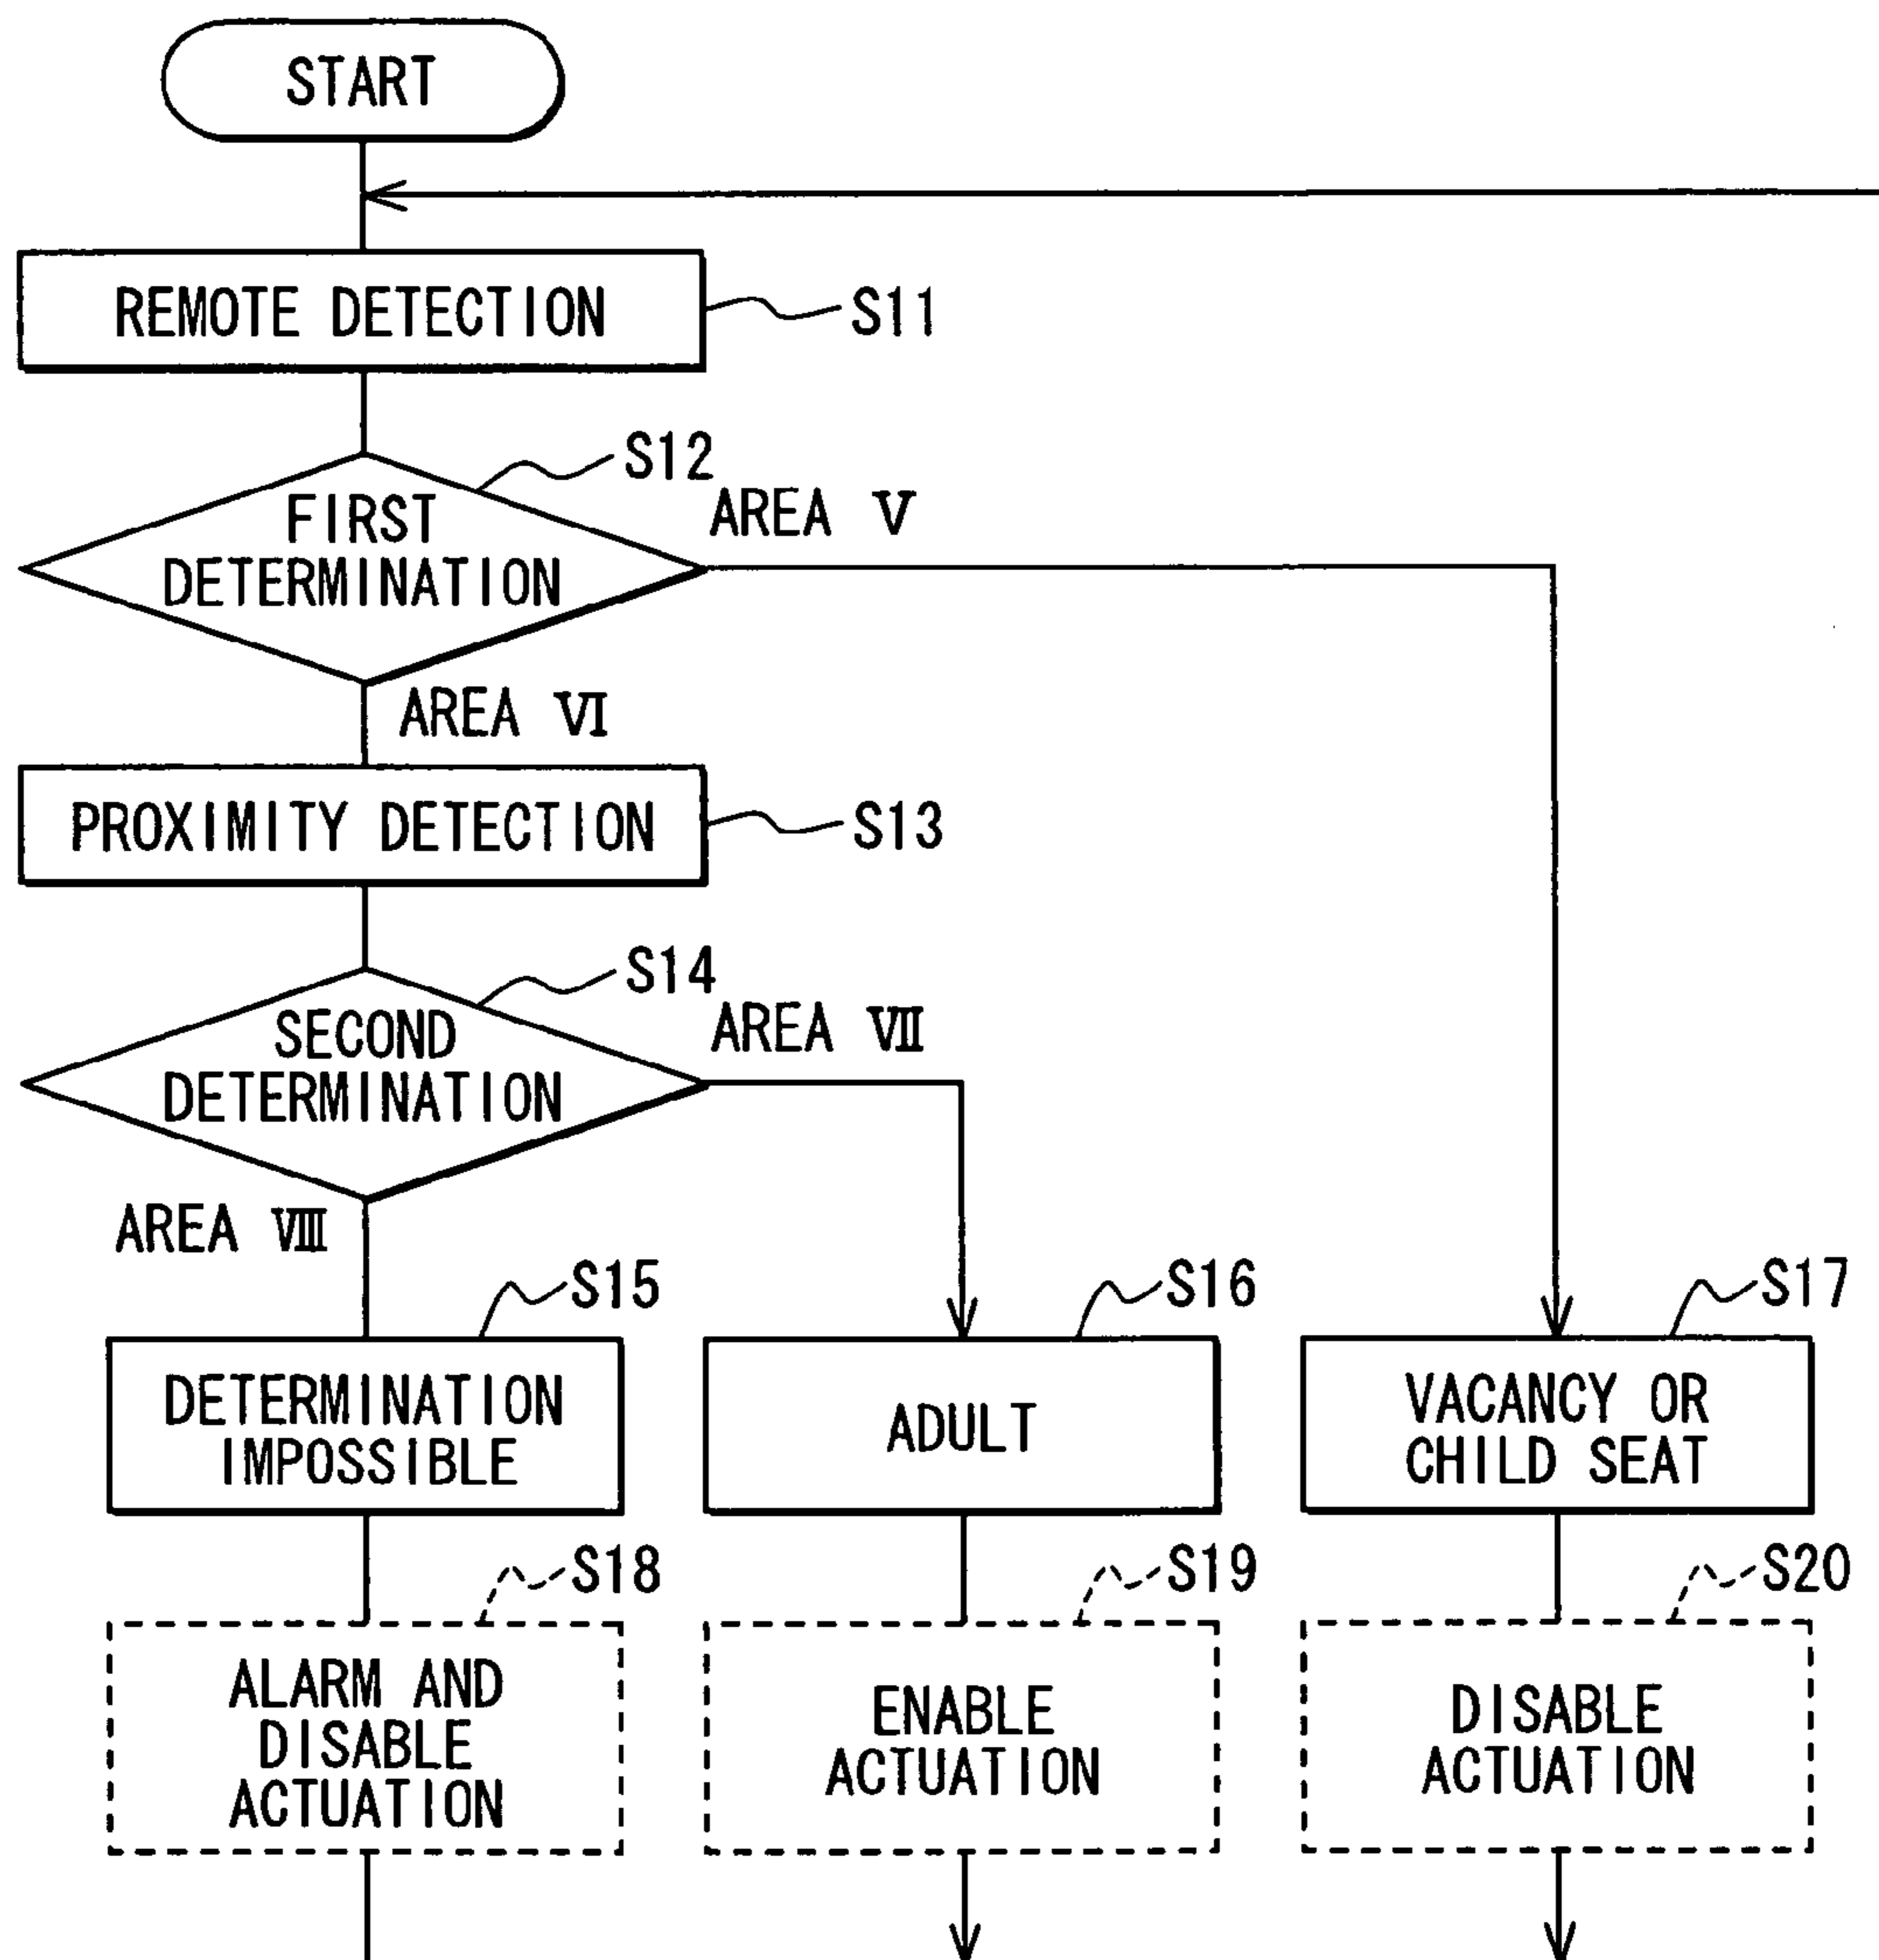 START
REMOTE DETECTION
S11
S12
FIRST
DETERMINATION
AREA Ⅴ
AREA Ⅵ
PROXIMITY DETECTION
S13
S14
SECOND
DETERMINATION
AREA Ⅶ
AREA Ⅷ
S15
S16
S17
DETERMINATION
IMPOSSIBLE
ADULT
VACANCY OR
CHILD SEAT
S18
S19
S20
ALARM AND
DISABLE
ACTUATION
ENABLE
ACTUATION
DISABLE
ACTUATION